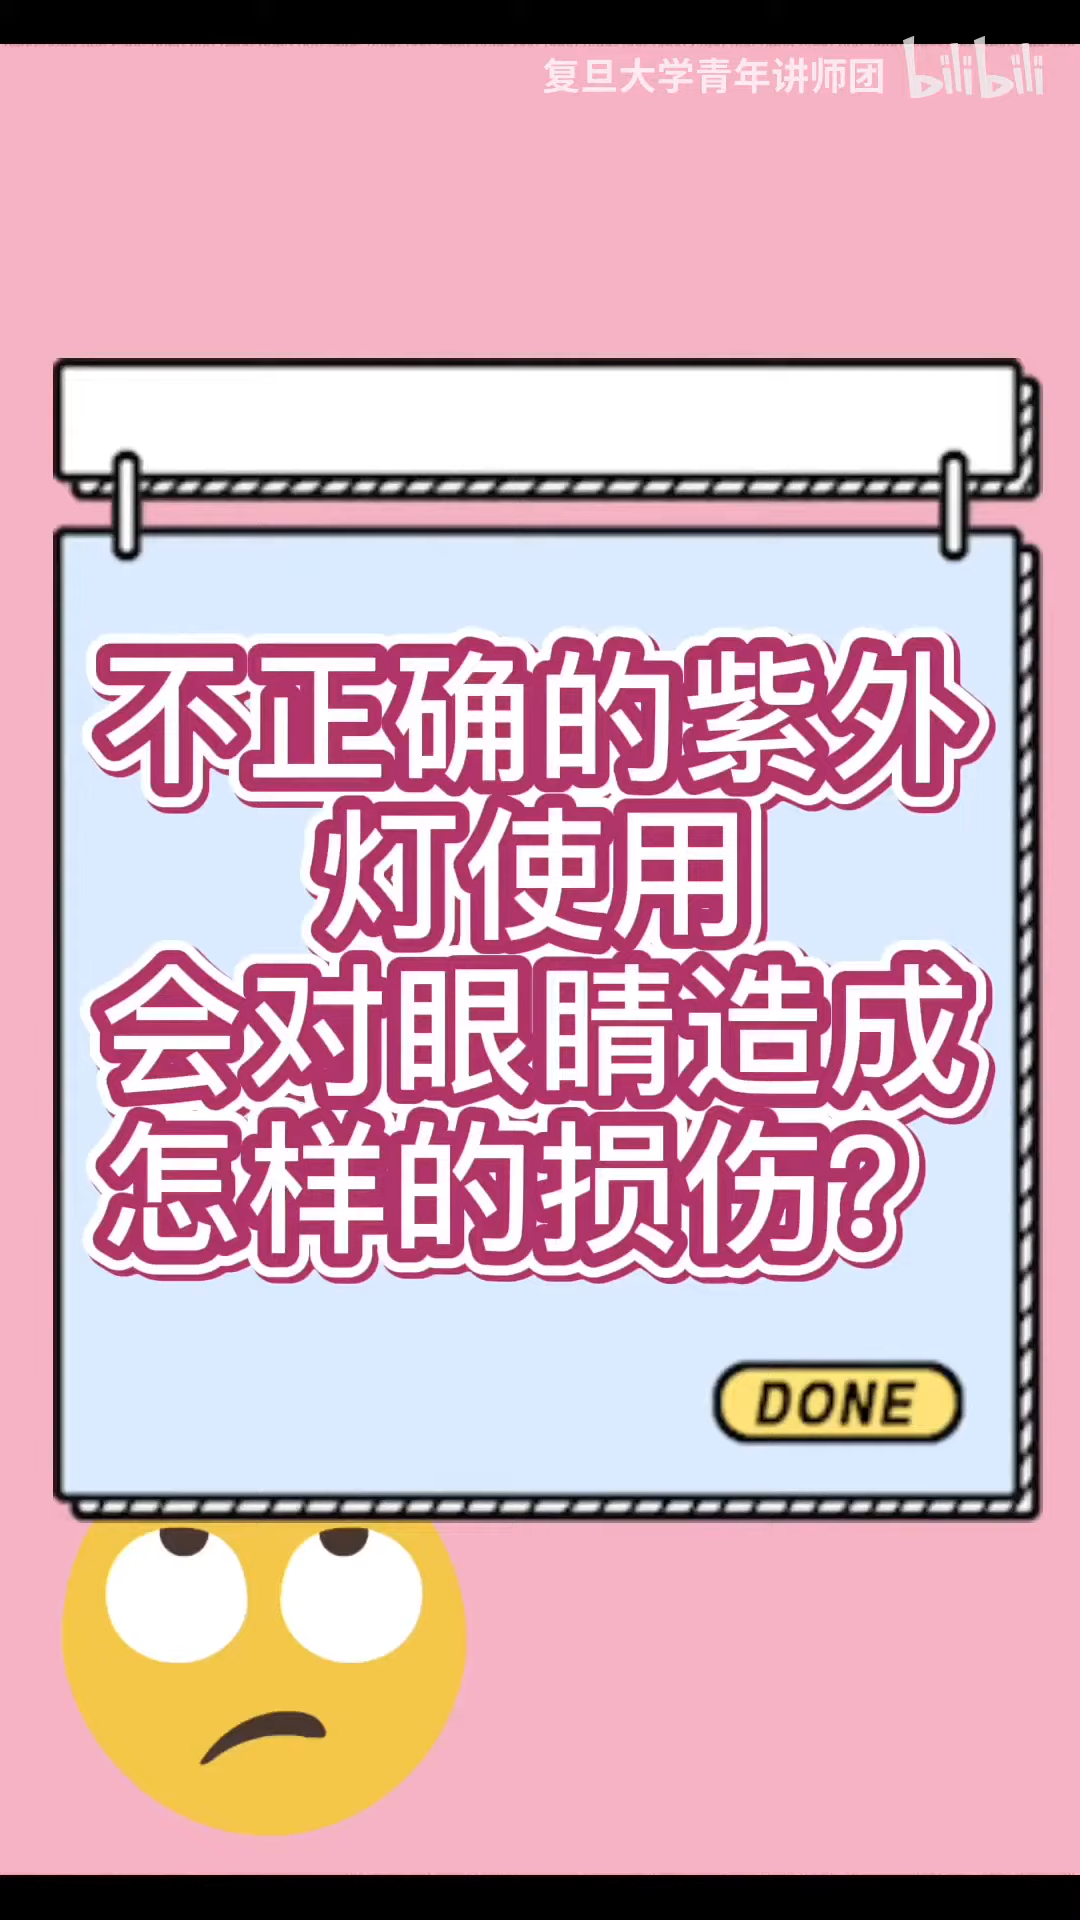 复旦大学青年讲师团 bilibili
不正确的紫外
灯使用
会对眼睛造成
怎样的损伤?
DONE